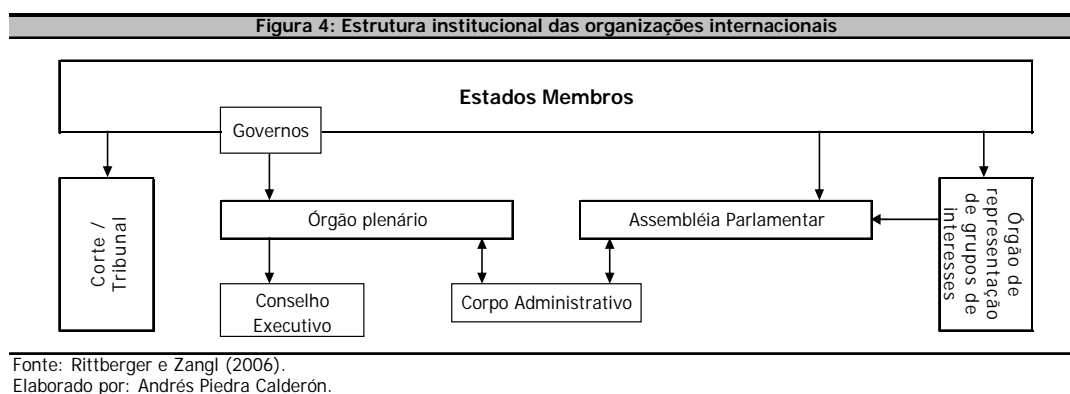 Figura 4: Estrutura institucional das organizações internacionais
Estados Membros
Governos
Corte /
Tribunal
Órgão plenário
Assembléia Parlamentar
Órgão de
representação
de grupos de
interesses
Conselho
Executivo
Corpo Administrativo
Fonte: Rittberger e Zangl (2006).
Elaborado por: Andrés Piedra Calderón.